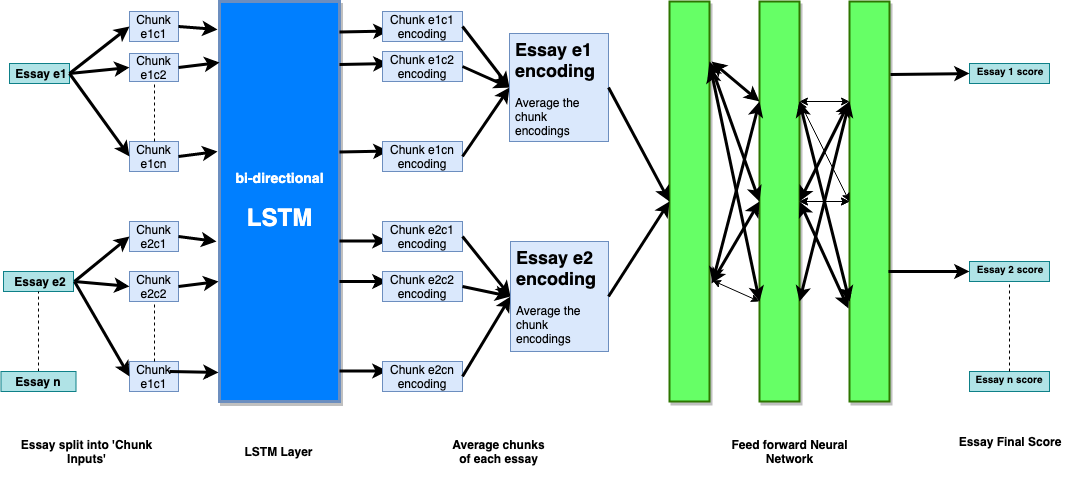 Essay e1
Essay e2
Essay n
Chunk
e1c1
Chunk
e1c2
Chunk
e1cn
Chunk
e2c1
Chunk
e2c2
Chunk
e1c1
bi-directional
LSTM
Chunk e1c1
encoding
Chunk e1c2
encoding
Chunk e1cn
encoding
Chunk e2c1
encoding
Chunk e2c2
encoding
Chunk e2cn
encoding
Essay e1
encoding
Average the
chunk
encodings
Essay e2
encoding
Average the
chunk
encodings
Essay 1 score
Essay 2 score
Essay n score
Essay split into 'Chunk
Inputs'
LSTM Layer
Average chunks
of each essay
Feed forward Neural
Network
Essay Final Score